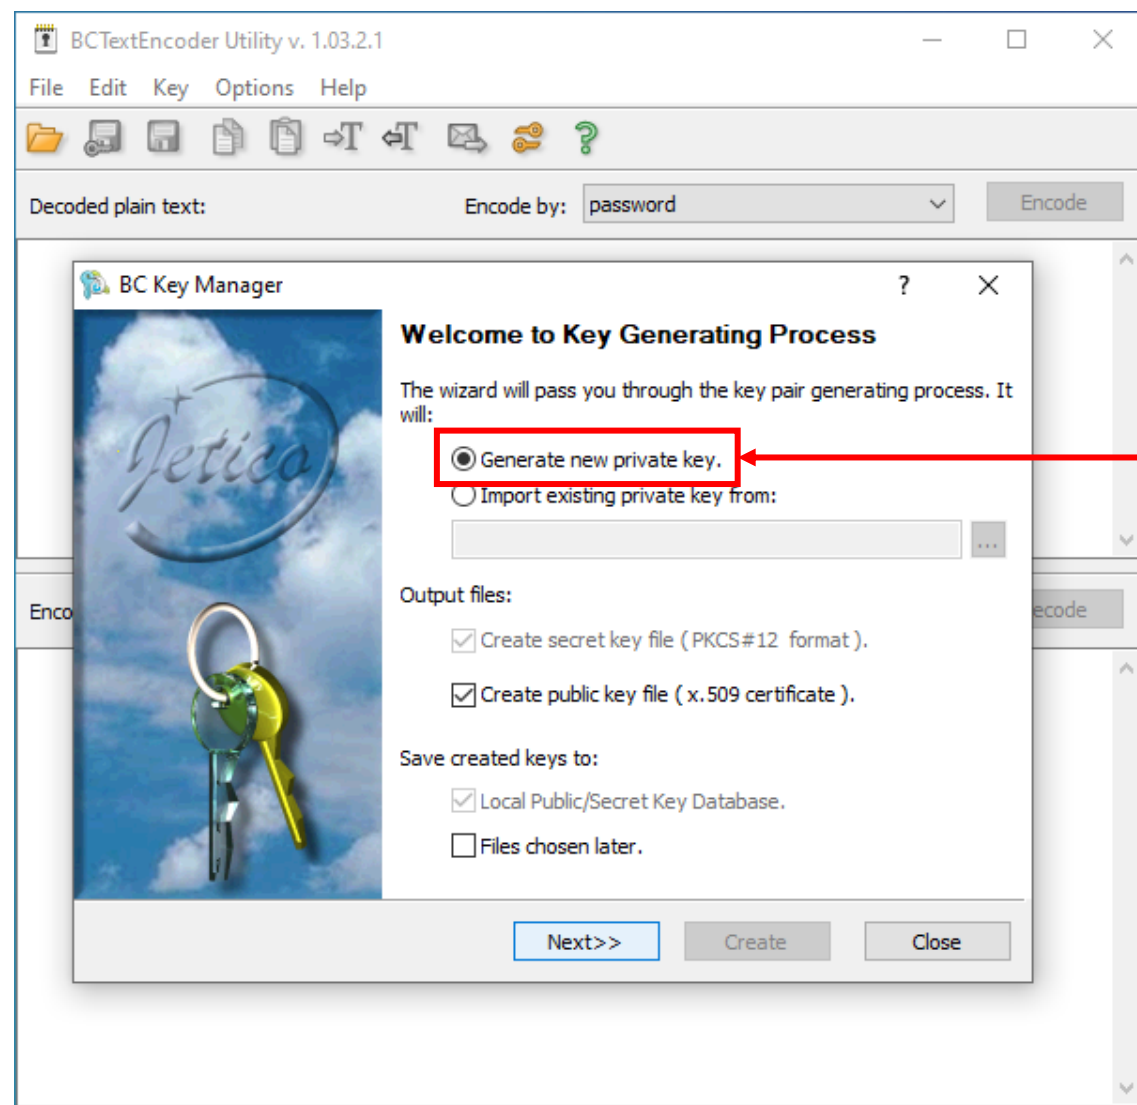 BCTextEncoder Utility v. 1.03.2.1
File Edit Key Options Help
Decoded plain text:
Encode by:
password
Encode
BC Key Manager
?
Jetico
Welcome to Key Generating Process
The wizard will pass you through the key pair generating process. It
will:
Generate new private key.
Import existing private key from:
...
Output files:
Create secret key file ( PKCS#12 format ).
Create public key file ( x.509 certificate ).
Save created keys to:
Local Public/Secret Key Database.
Files chosen later.
Next>>
Create
Close
Enco
ecode